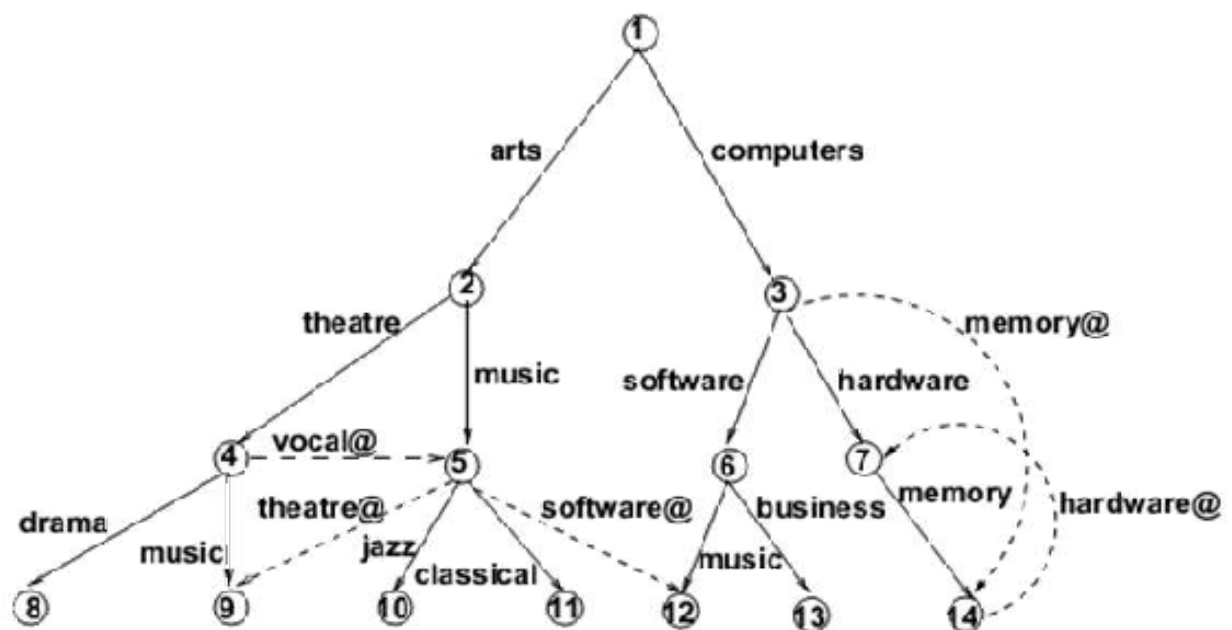 1
arts computers
2 3
theatre memory@
music software hardware
vocal@
4 5 6 7
drama theatre@ software@ business memory hardware@
music jazz classical music
8 9 10 11 12 13 14